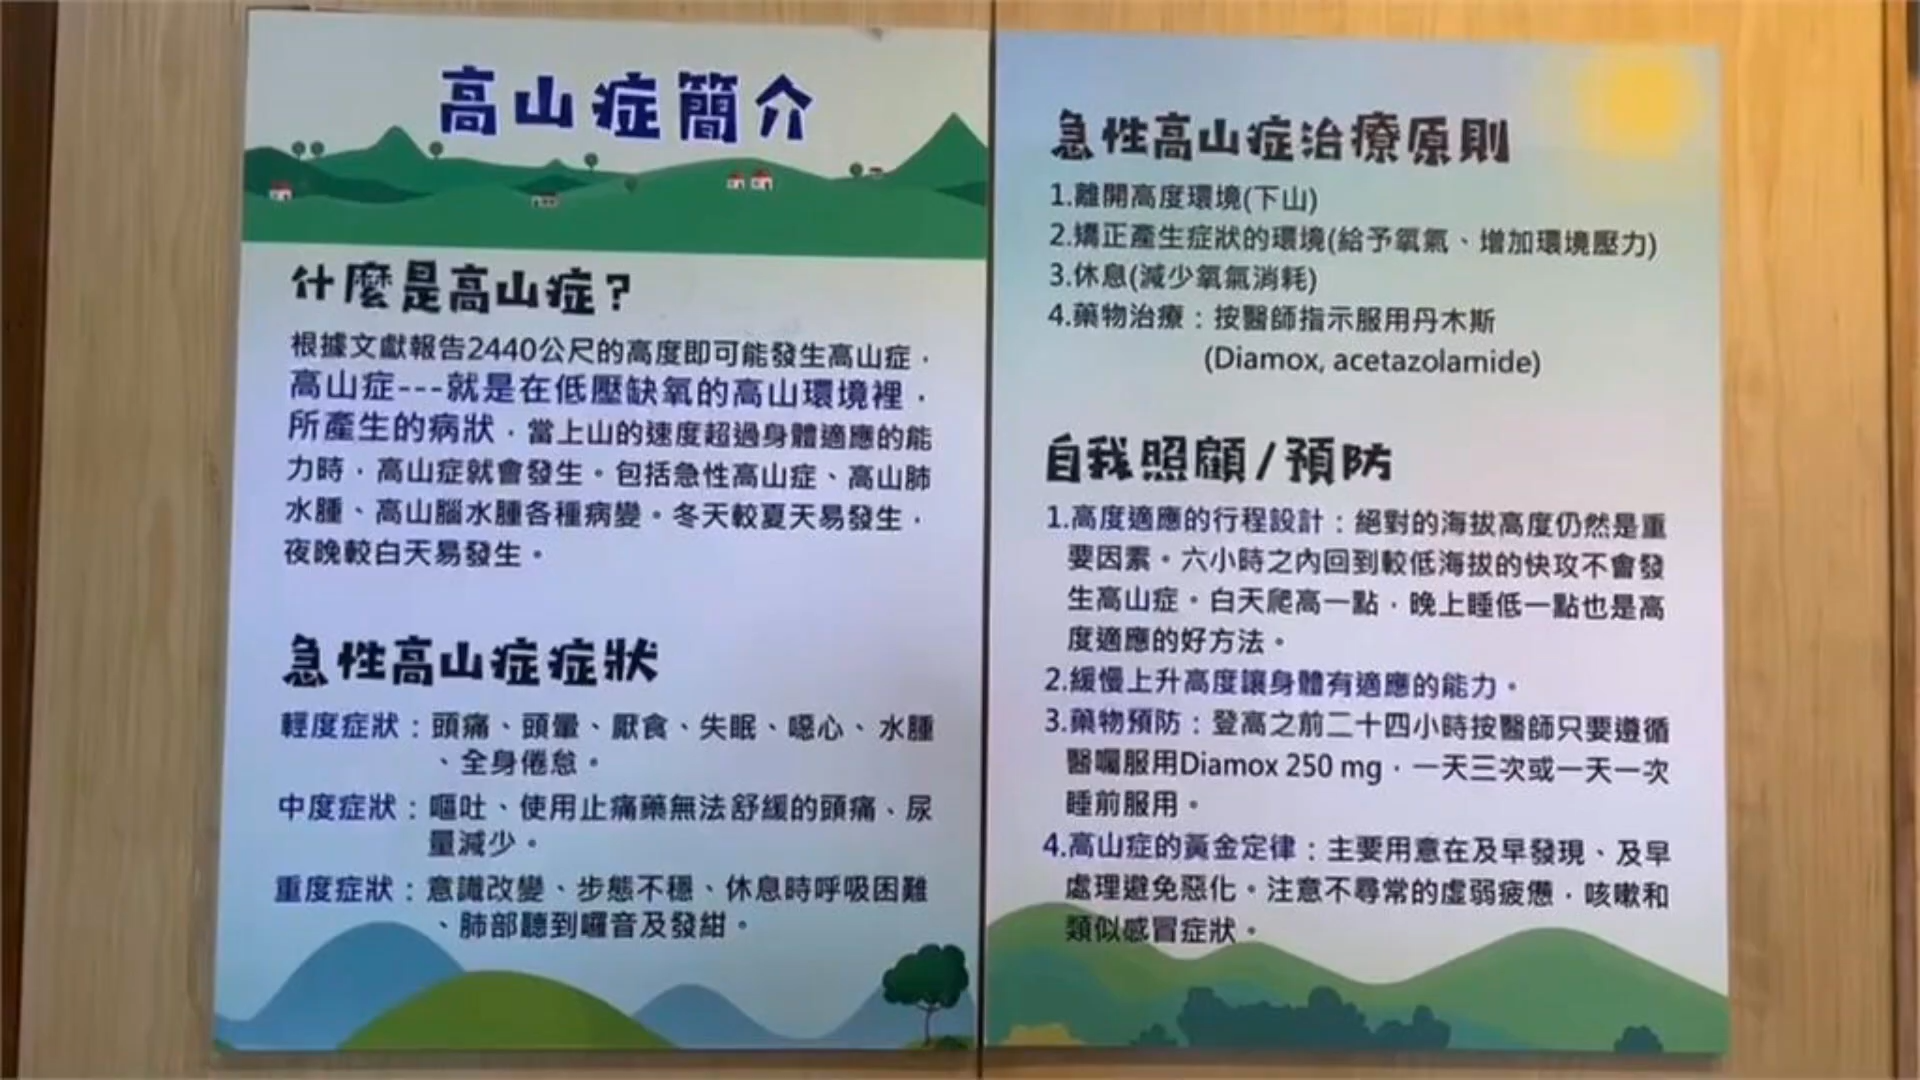 高山症簡介
什麼是高山症？
根據文獻報告2440公尺的高度即可能發生高山症，
高山症---就是在低壓缺氧的高山環境裡，
所產生的病狀，當上山的速度超過身體適應的能
力時，高山症就會發生。包括急性高山症、高山肺
水腫、高山腦水腫各種病變。冬天較夏天易發生，
夜晚較白天易發生。
急性高山症症狀
輕度症狀：頭痛、頭暈、厭食、失眠、噁心、水腫
、全身倦怠。
中度症狀：嘔吐、使用止痛藥無法舒緩的頭痛、尿
量減少。
重度症狀：意識改變、步態不穩、休息時呼吸困難
、肺部聽到囉音及發紺。
急性高山症治療原則
1.離開高度環境(下山)
2.矯正產生症狀的環境(給予氧氣、增加環境壓力)
3.休息(減少氧氣消耗)
4.藥物治療：按醫師指示服用丹木斯
(Diamox, acetazolamide)
自我照顧/預防
1.高度適應的行程設計：絕對的海拔高度仍然是重
要因素。六小時之內回到較低海拔的快攻不會發
生高山症。白天爬高一點，晚上睡低一點也是高
度適應的好方法。
2.緩慢上升高度讓身體有適應的能力。
3.藥物預防：登高之前二十四小時按醫師只要遵循
醫囑服用Diamox 250 mg，一天三次或一天一次
睡前服用。
4.高山症的黃金定律：主要用意在及早發現、及早
處理避免惡化。注意不尋常的虛弱疲憊，咳嗽和
類似感冒症狀。